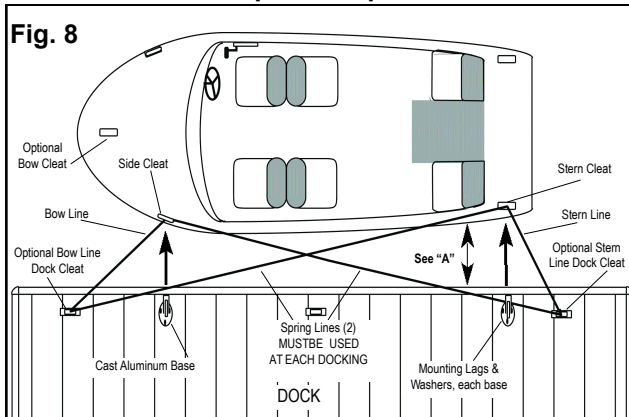 Fig. 8
Optional
Bow Cleat
Side Cleat
Bow Line
Optional Bow Line
Dock Cleat
Stern Cleat
Stern Line
See "A"
Optional Stern
Line Dock Cleat
Cast Aluminum Base
Spring Lines (2)
MUSTBE USED
AT EACH DOCKING
Mounting Lags &
Washers, each base
DOCK